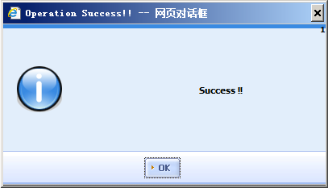 Operation Success!! -- 网页对话框
Success !!
OK